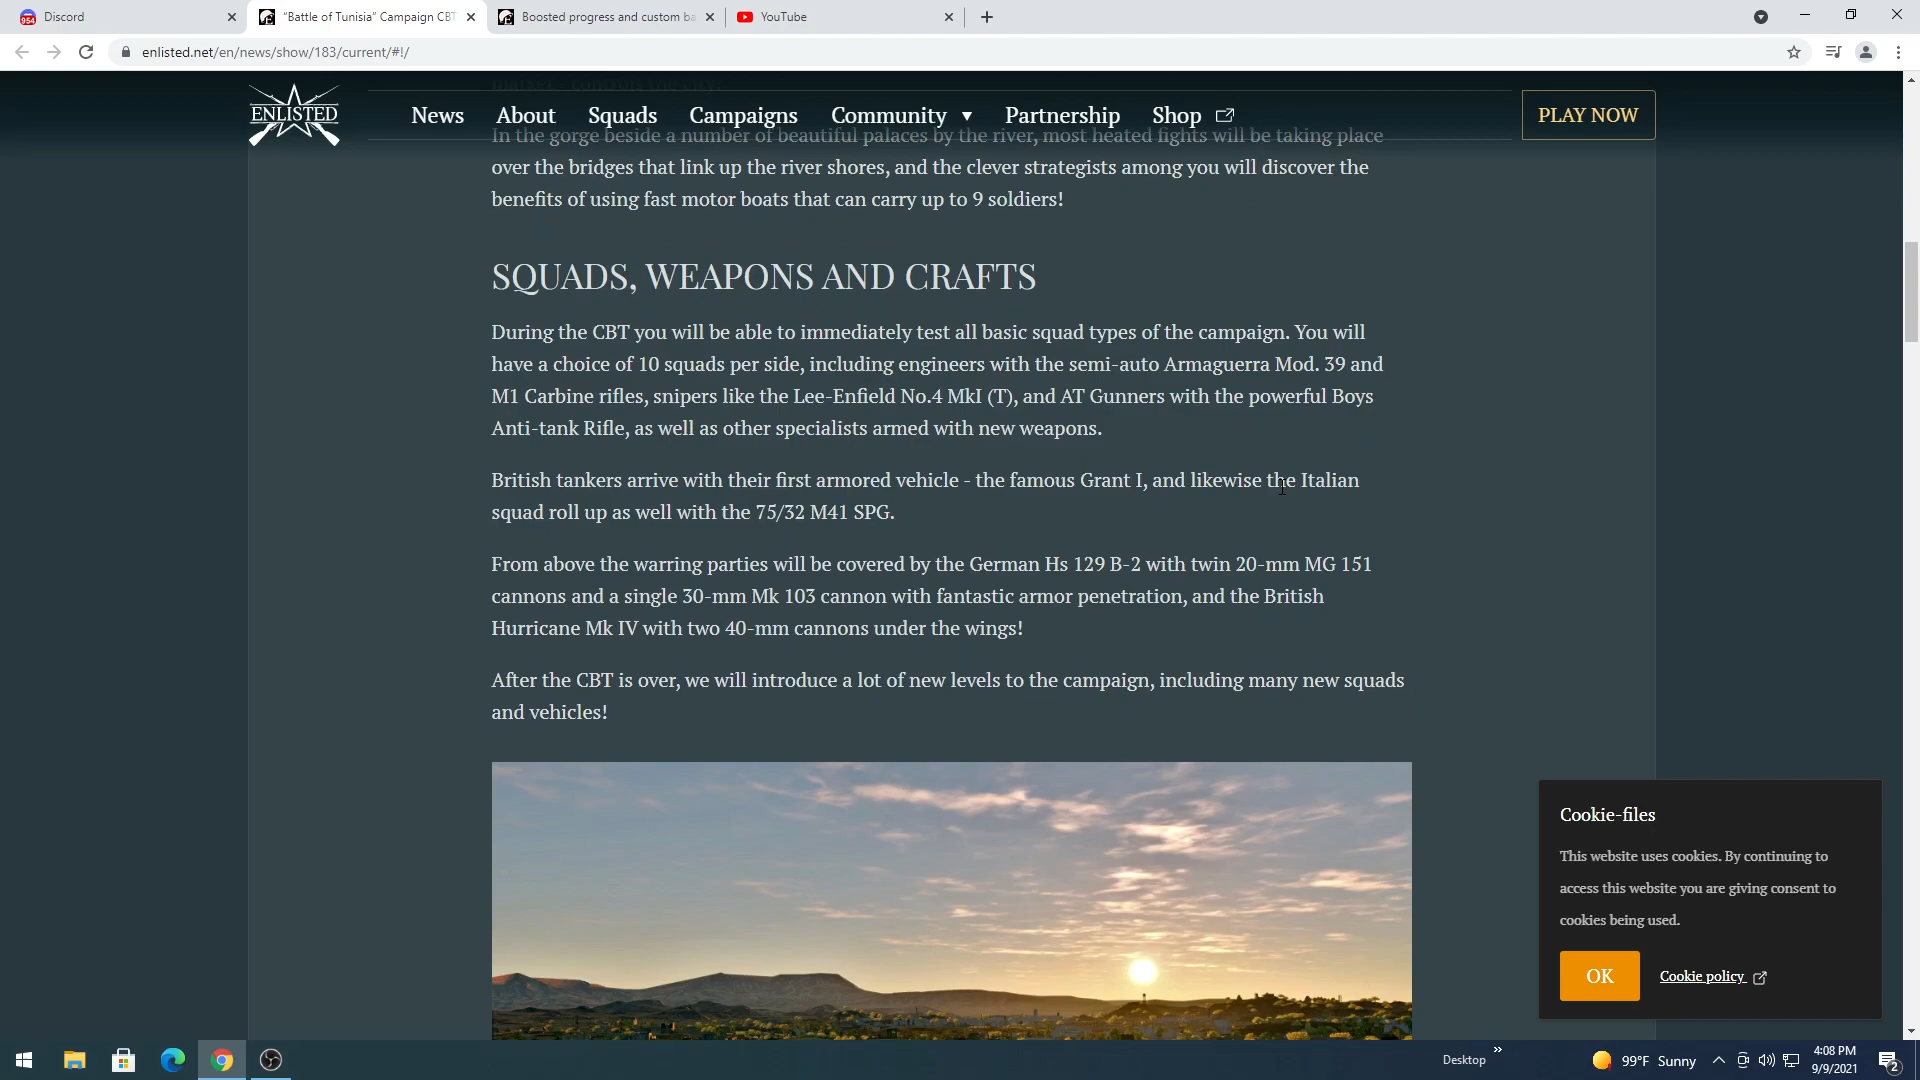 954
Discord
"Battle of Tunisia" Campaign CBT
Boosted progress and custom ba
YouTube
enlisted.net/en/news/show/183/current/#!/
ENLISTED
News
About
Squads
Campaigns
Community
Partnership
Shop
PLAY NOW
In the gorge beside a number of beautiful palaces by the river, most heated fights will be taking place
over the bridges that link up the river shores, and the clever strategists among you will discover the
benefits of using fast motor boats that can carry up to 9 soldiers!
SQUADS, WEAPONS AND CRAFTS
During the CBT you will be able to immediately test all basic squad types of the campaign. You will
have a choice of 10 squads per side, including engineers with the semi-auto Armaguerra Mod. 39 and
M1 Carbine rifles, snipers like the Lee-Enfield No.4 MkI (T), and AT Gunners with the powerful Boys
Anti-tank Rifle, as well as other specialists armed with new weapons.
British tankers arrive with their first armored vehicle - the famous Grant I, and likewise the Italian
squad roll up as well with the 75/32 M41 SPG.
From above the warring parties will be covered by the German Hs 129 B-2 with twin 20-mm MG 151
cannons and a single 30-mm Mk 103 cannon with fantastic armor penetration, and the British
Hurricane Mk IV with two 40-mm cannons under the wings!
After the CBT is over, we will introduce a lot of new levels to the campaign, including many new squads
and vehicles!
Cookie-files
This website uses cookies. By continuing to
access this website you are giving consent to
cookies being used.
OK
Cookie policy
Desktop
99°F Sunny
4:08 PM
9/9/2021
2